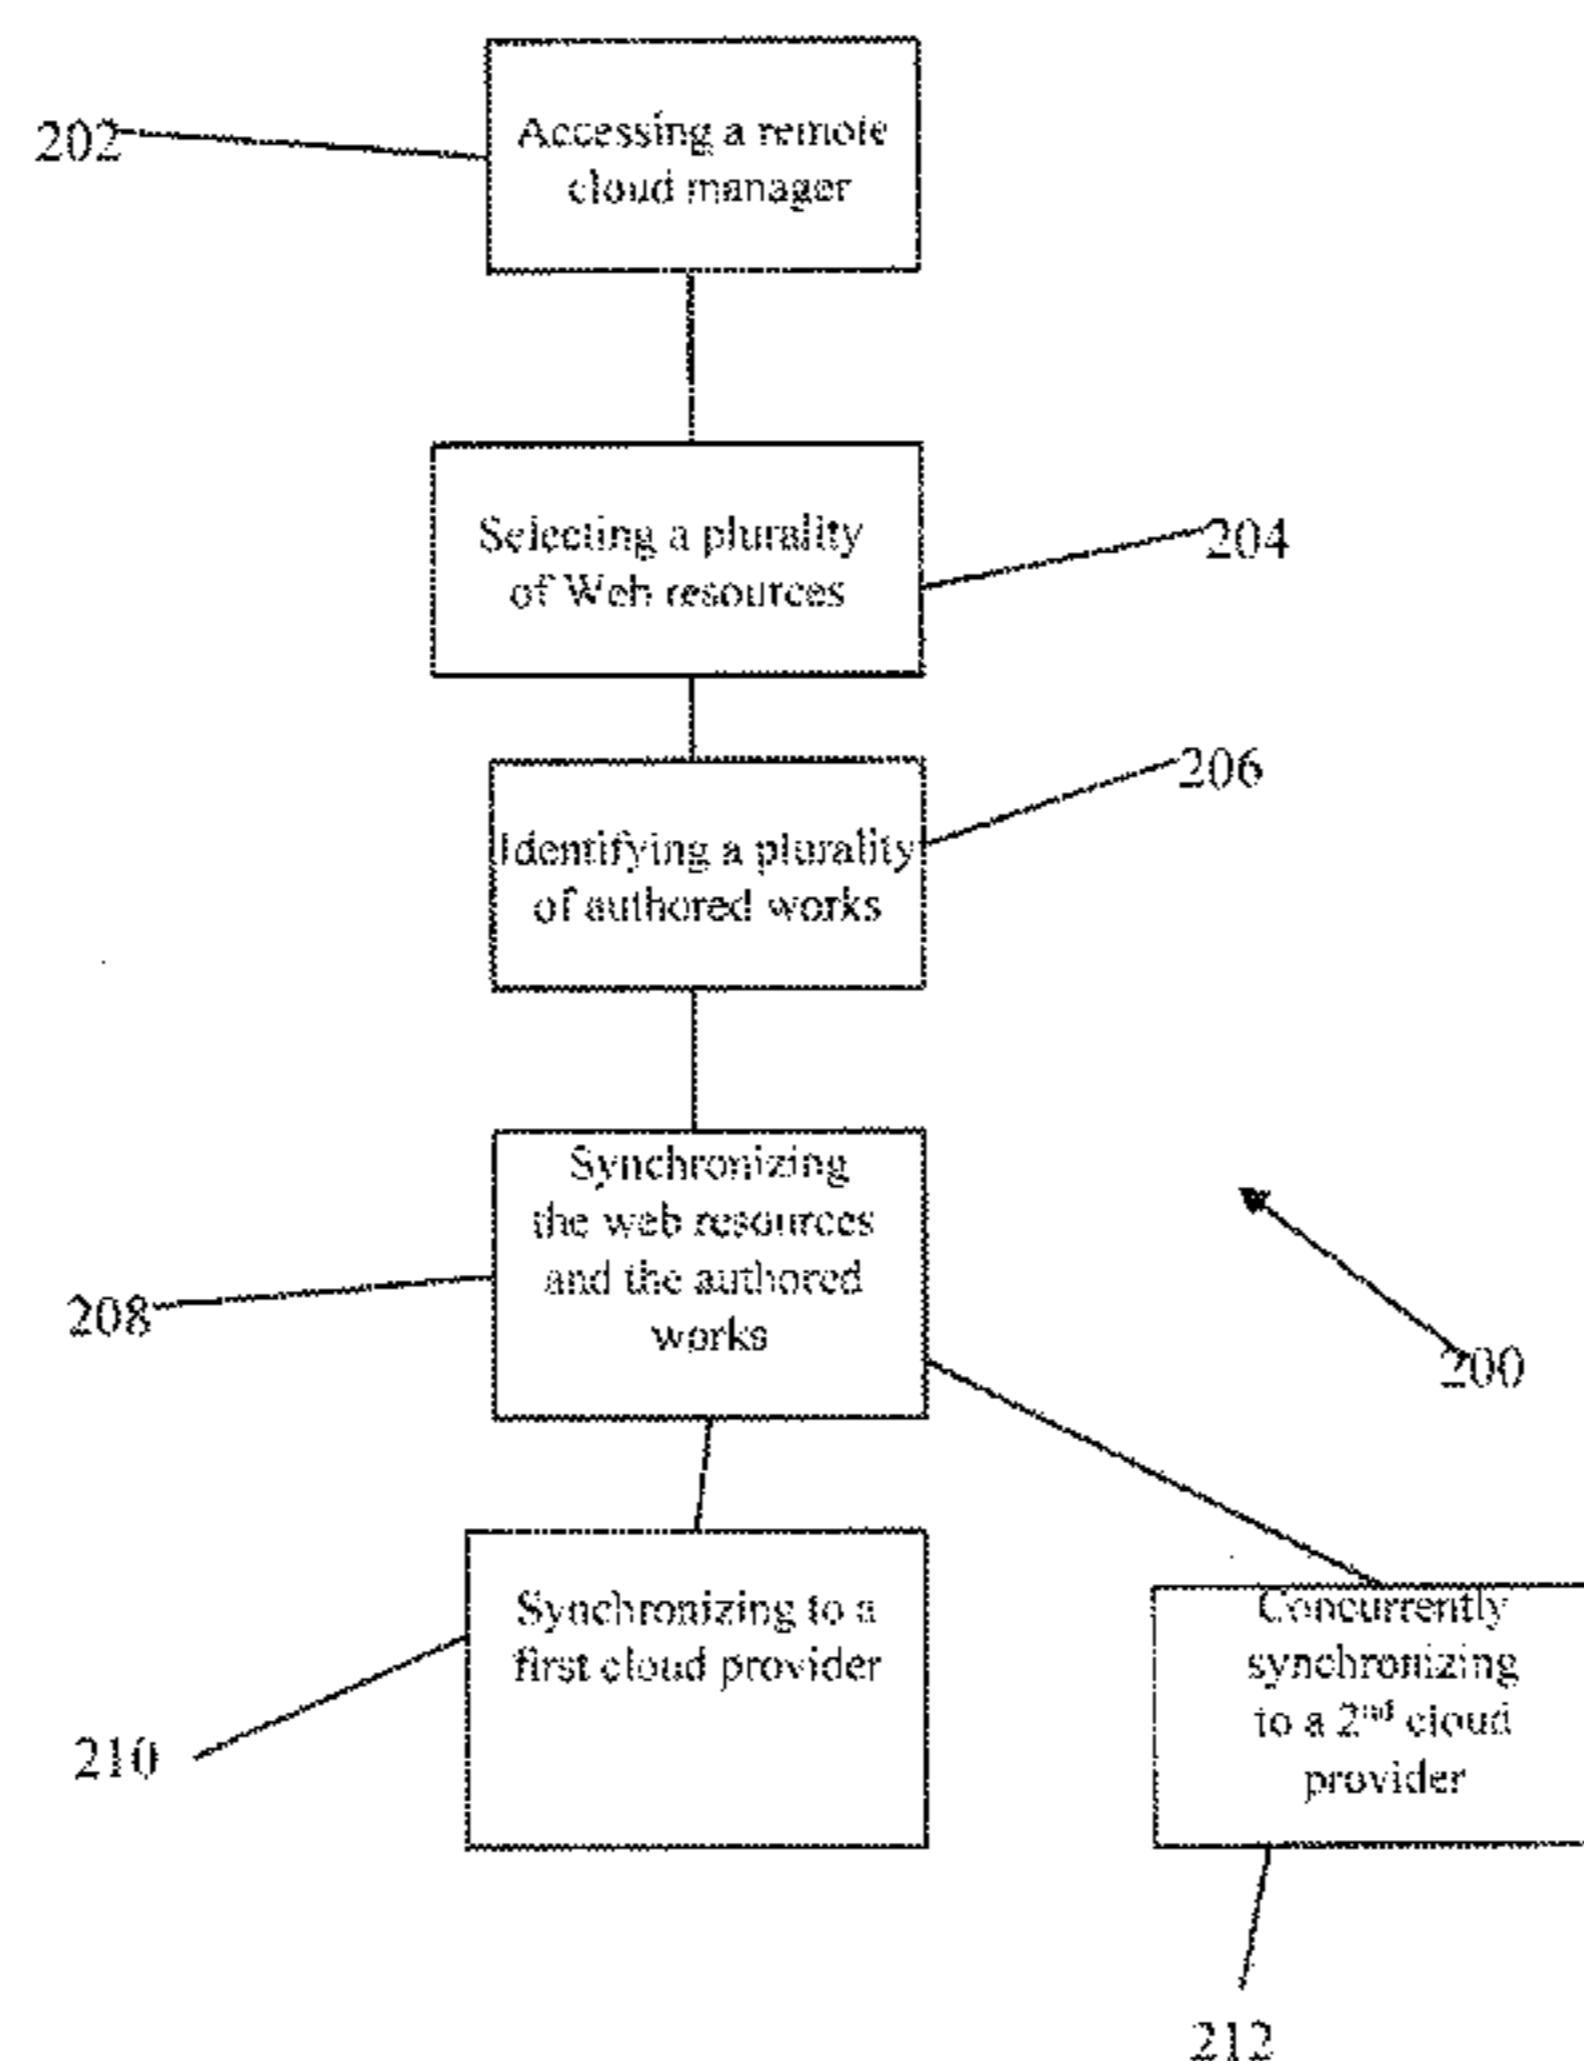 202
Accessing a remote
cloud manager
Selecting a plurality
of Web resources
204
206
Identifying a plurality
of authored works
Synchronizing
the web resources
and the authored
works
208
200
Synchronizing to a
first cloud provider
210
Concurrently
synchronizing
to a 2nd cloud
provider
212